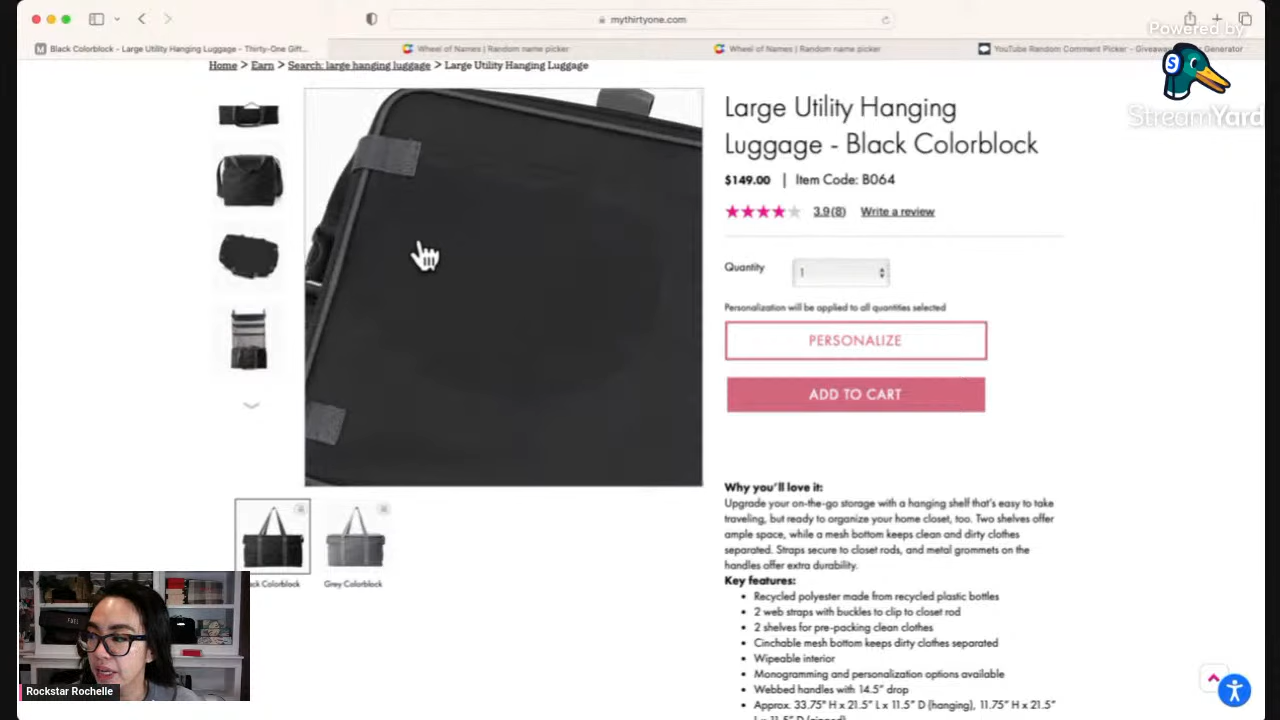 mythirtyone.com
Powered by
Black Colorblock - Large Utility Hanging Luggage - Thirty-One Gift...
Wheel of Names | Random name picker
Wheel of Names | Random name picker
YouTube Random Comment Picker - Giveaway
Generator
StreamYard
Home > Earn > Search: large hanging luggage > Large Utility Hanging Luggage
Large Utility Hanging
Luggage - Black Colorblock
$149.00 | Item Code: B064
3.9(8) Write a review
Quantity 1
Personalization will be applied to all quantities selected
PERSONALIZE
ADD TO CART
ck Colorblock
Grey Colorblock
Why you'll love it:
Upgrade your on-the-go storage with a hanging shelf that's easy to take
traveling, but ready to organize your home closet, too. Two shelves offer
ample space, while a mesh bottom keeps clean and dirty clothes
separated. Straps secure to closet rods, and metal grommets on the
handles offer extra durability.
Key features:
• Recycled polyester made from recycled plastic bottles
• 2 web straps with buckles to clip to closet rod
• 2 shelves for pre-packing clean clothes
• Cinchable mesh bottom keeps dirty clothes separated
• Wipeable interior
• Monogramming and personalization options available
• Webbed handles with 14.5" drop
• Approx. 33.75" H x 21.5" L x 11.5" D (hanging), 11.75" H x 21.5"
L x 11.5" D (zipped)
Rockstar Rochelle